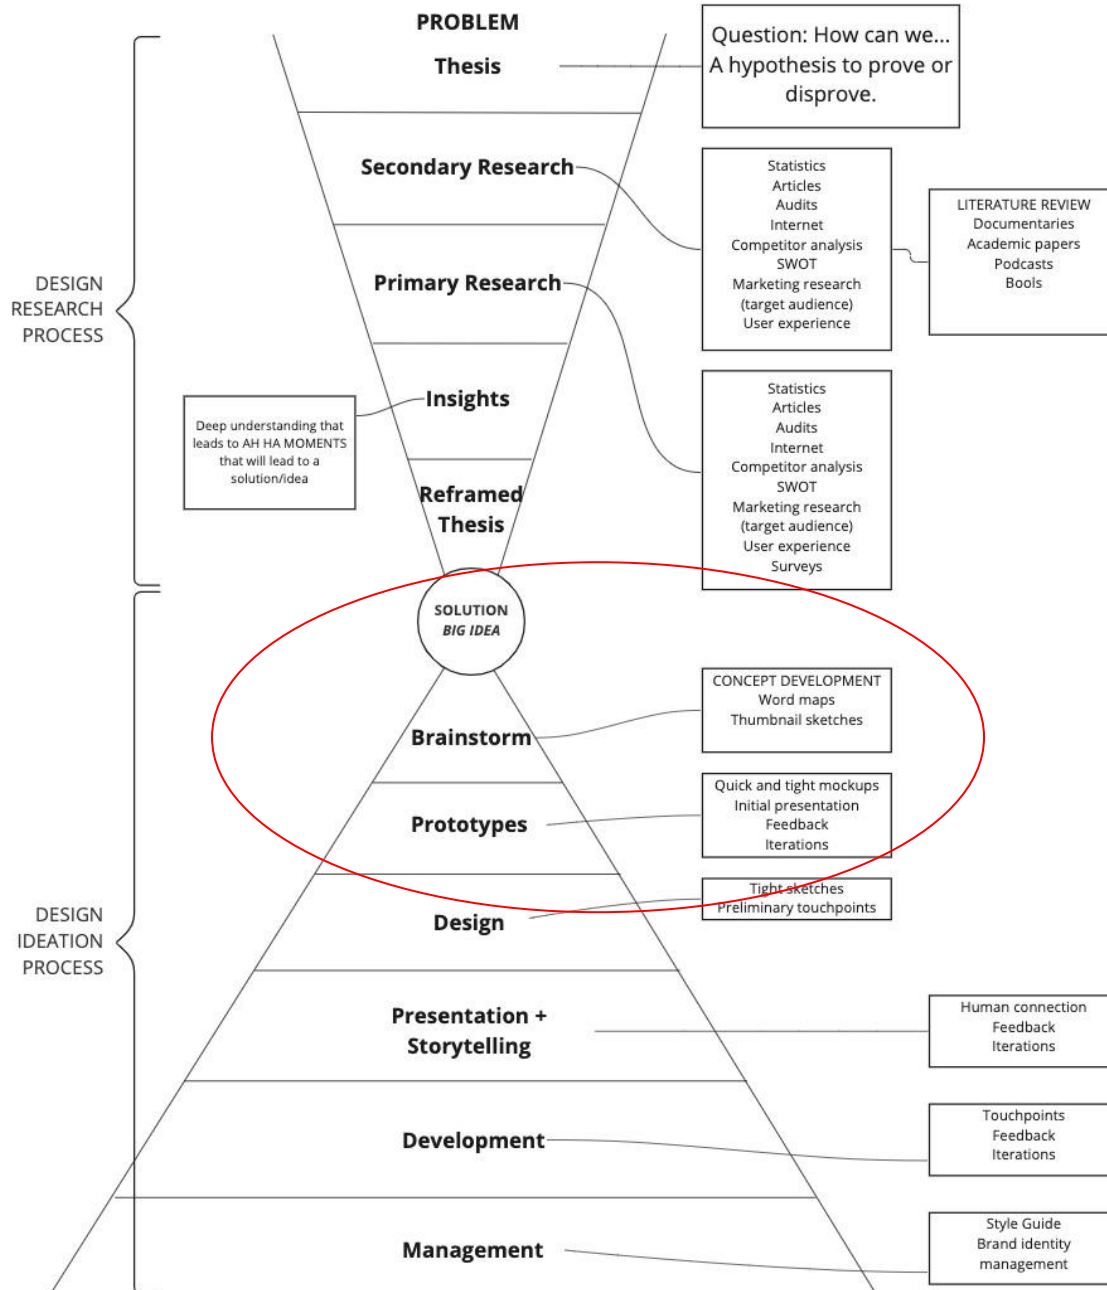 PROBLEM
Thesis
Question: How can we...
A hypothesis to prove or
disprove.
Secondary Research
Statistics
Articles
Audits
Internet
Competitor analysis
SWOT
Marketing research
(target audience)
User experience
LITERATURE REVIEW
Documentaries
Academic papers
Podcasts
Bools
DESIGN
RESEARCH
PROCESS
Primary Research
Statistics
Articles
Audits
Internet
Competitor analysis
SWOT
Marketing research
(target audience)
User experience
Surveys
Insights
Deep understanding that
leads to AH HA MOMENTS
that will lead to a
solution/idea
Reframed
Thesis
SOLUTION
BIG IDEA
Brainstorm
CONCEPT DEVELOPMENT
Word maps
Thumbnail sketches
Prototypes
Quick and tight mockups
Initial presentation
Feedback
Iterations
DESIGN
IDEATION
PROCESS
Design
Tight sketches
Preliminary touchpoints
Presentation +
Storytelling
Human connection
Feedback
Iterations
Development
Touchpoints
Feedback
Iterations
Management
Style Guide
Brand identity
management